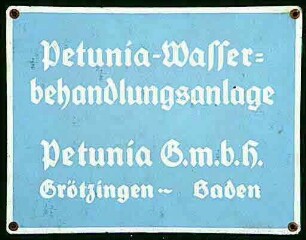 Petunia-Wasser=
behandlungsanlage
Petunia G.m.b.H.
Grötzingen - Baden